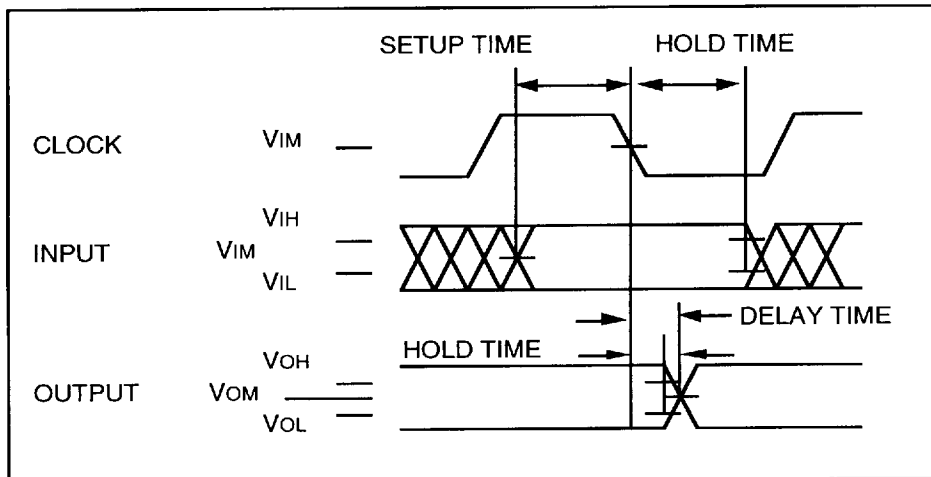 SETUP TIME HOLD TIME
CLOCK VIM
VIH
INPUT VIM
VIL
DELAY TIME
HOLD TIME
VOH
OUTPUT VOM
VOL